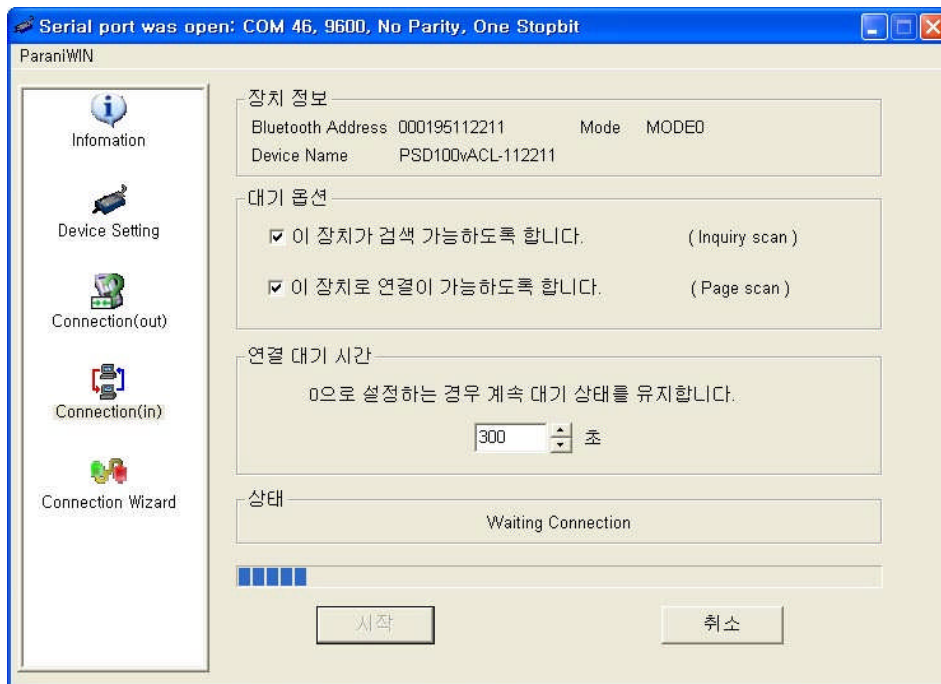 Serial port was open: COM 46, 9600, No Parity, One Stopbit
ParaniWIN
Infomation
Device Setting
Connection(out)
Connection(in)
Connection Wizard
장치 정보
Bluetooth Address 000195112211 Mode MODE0
Device Name PSD100vACL-112211
대기 옵션
이 장치가 검색 가능하도록 합니다. ( Inquiry scan )
이 장치로 연결이 가능하도록 합니다. ( Page scan )
연결 대기 시간
0으로 설정하는 경우 계속 대기 상태를 유지합니다.
300 초
상태
Waiting Connection
시작 취소